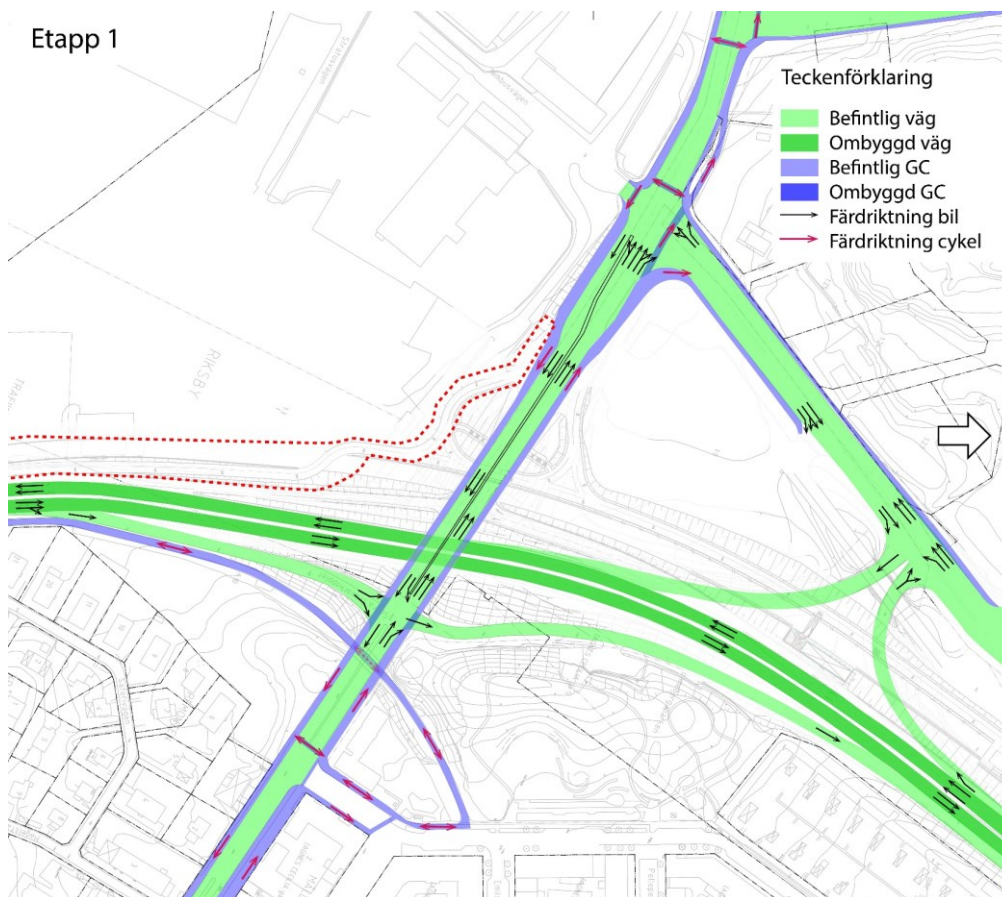 Etapp 1
Teckenförklaring
Befintlig väg
Ombyggd väg
Befintlig GC
Ombyggd GC
Färdriktning bil
Färdriktning cykel
RIKSBY